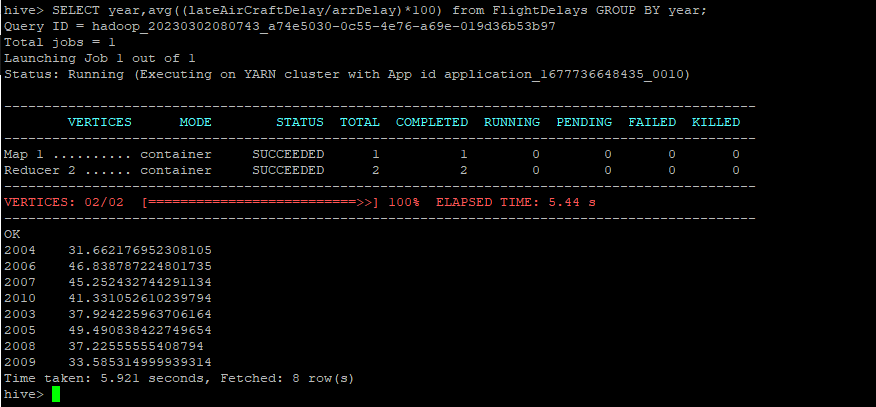 hive> SELECT year,avg((lateAirCraftDelay/arrDelay)*100) from FlightDelays GROUP BY year;
Query ID = hadoop_20230302080743_a74e5030-0c55-4e76-a69e-019d36b53b97
Total jobs = 1
Launching Job 1 out of 1
Status: Running (Executing on YARN cluster with App id application_1677736648435_0010)
----------------------------------------------------------------------------------------------
        VERTICES      MODE        STATUS  TOTAL  COMPLETED  RUNNING  PENDING  FAILED  KILLED
----------------------------------------------------------------------------------------------
Map 1 .......... container     SUCCEEDED      1          1        0        0       0       0
Reducer 2 ...... container     SUCCEEDED      2          2        0        0       0       0
----------------------------------------------------------------------------------------------
VERTICES: 02/02  [==========================>>] 100%  ELAPSED TIME: 5.44 s
----------------------------------------------------------------------------------------------
OK
2004    31.662176952308105
2006    46.838787224801735
2007    45.252432744291134
2010    41.331052610239794
2003    37.924225963706164
2005    49.490838422749654
2008    37.22555555408794
2009    33.585314999939314
Time taken: 5.921 seconds, Fetched: 8 row(s)
hive>